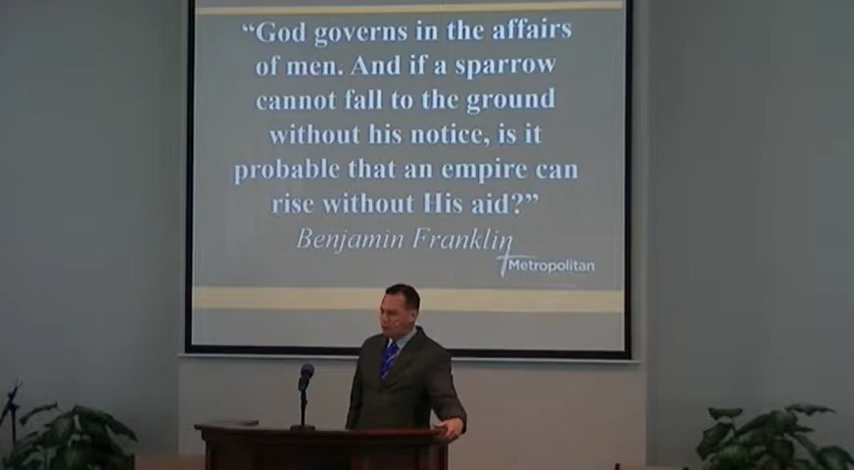 “God governs in the affairs
of men. And if a sparrow
cannot fall to the ground
without his notice, is it
probable that an empire can
rise without His aid?”
Benjamin Franklin
Metropolitan